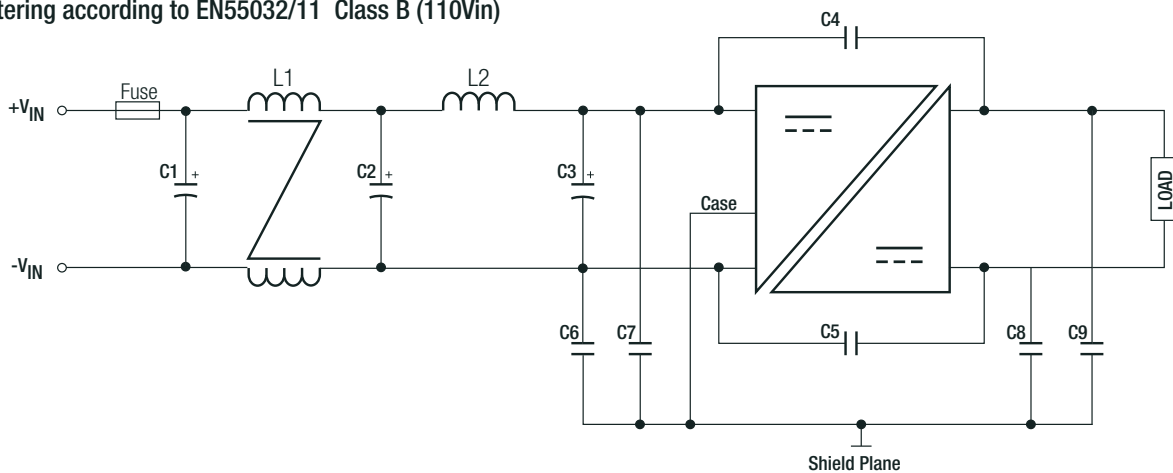 tering according to EN55032/11 Class B (110Vin)
C4
L1
L2
Fuse
+VIN
C1 +
C2 +
C3 +
Case
LOAD
-VIN
C6
C7
C5
C8
C9
Shield Plane